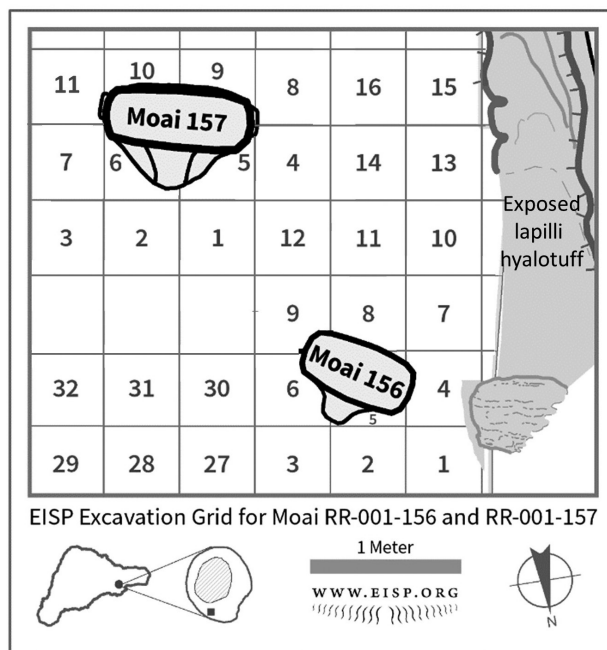 10 9
11 8 16 15
Moai 157
7 6 5 4 14 13
3 2 1 12 11 10
9 8 7
Moai 156
32 31 30 6 4
5
29 28 27 3 2 1
Exposed
lapilli
hyalotuff
EISP Excavation Grid for Moai RR-001-156 and RR-001-157
1 Meter
WWW.EISP.ORG
N